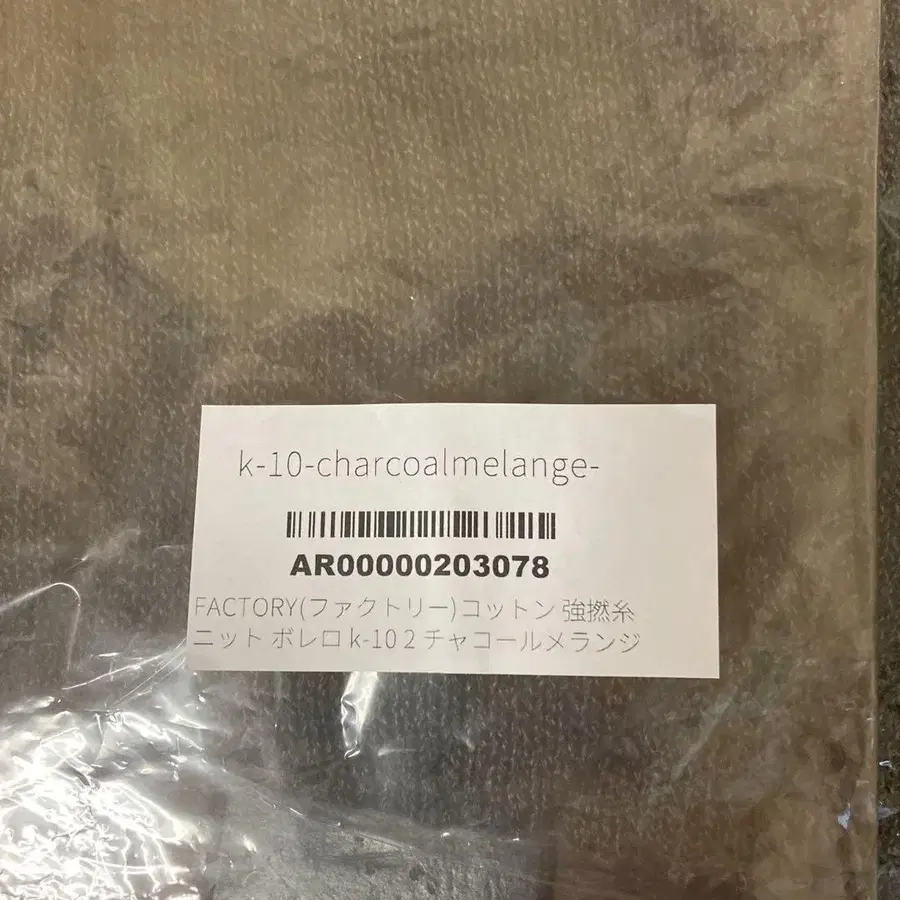 k-10-charcoalmelange-
AR00000203078
FACTORY(ファクトリー)コットン 強撚糸
ニット ボレロ k-10 2 チャコールメランジ